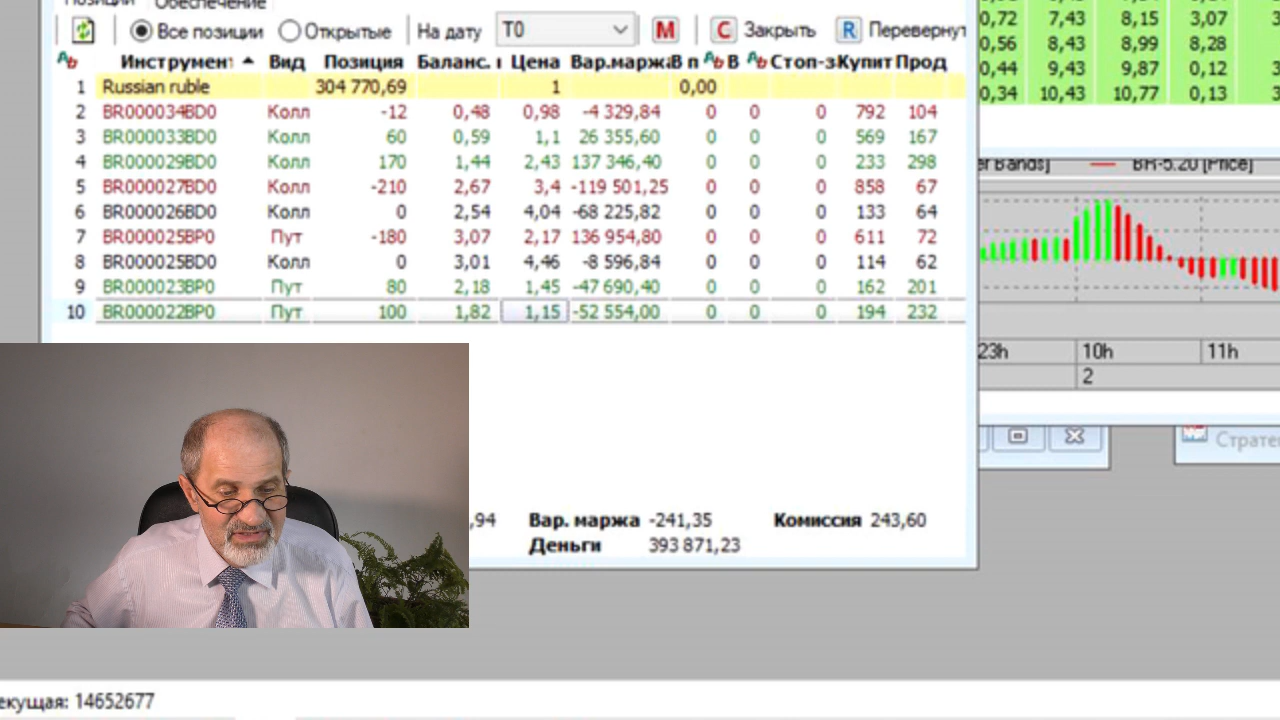 Позиции Обеспечение
Все позиции Открытые На дату T0 M C Закрыть R Перевернут
Инструмент Вид Позиция Баланс. Цена Вар.маржа В п В Стоп-з Купит Прод
1 Russian ruble 304 770,69 1 0,00
2 BR000034BD0 Колл -12 0,48 0,98 -4 329,84 0 0 0 792 104
3 BR000033BD0 Колл 60 0,59 1,1 26 355,60 0 0 0 569 167
4 BR000029BD0 Колл 170 1,44 2,43 137 346,40 0 0 0 233 298
5 BR000027BD0 Колл -210 2,67 3,4 -119 501,25 0 0 0 858 67
6 BR000026BD0 Колл 0 2,54 4,04 -68 225,82 0 0 0 133 64
7 BR000025BP0 Пут -180 3,07 2,17 136 954,80 0 0 0 611 72
8 BR000025BD0 Колл 0 3,01 4,46 -8 596,84 0 0 0 114 62
9 BR000023BP0 Пут 80 2,18 1,45 -47 690,40 0 0 0 162 201
10 BR000022BP0 Пут 100 1,82 1,15 -52 554,00 0 0 0 194 232
,94 Вар. маржа -241,35 Комиссия 243,60
Деньги 393 871,23
0,72 7,43 8,15 3,07
0,56 8,43 8,99 8,28
0,44 9,43 9,87 0,12
0,34 10,43 10,77 0,13
er Bands] BR-5.20 [Price]
23h 10h 11h
2
Страте
екущая: 14652677